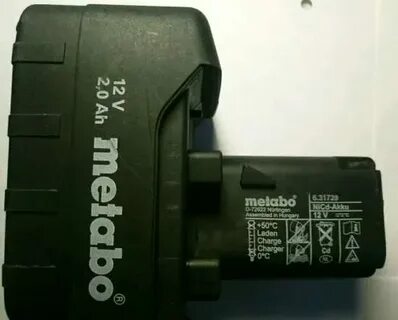 12 V
2,0 Ah
metabo®
metabo
D-72622 Nürtingen
Assembled in Hungary
6.31729
NiCd-Akku
12 V
+50°C
Laden
Charge
Charger
0°C
Cd